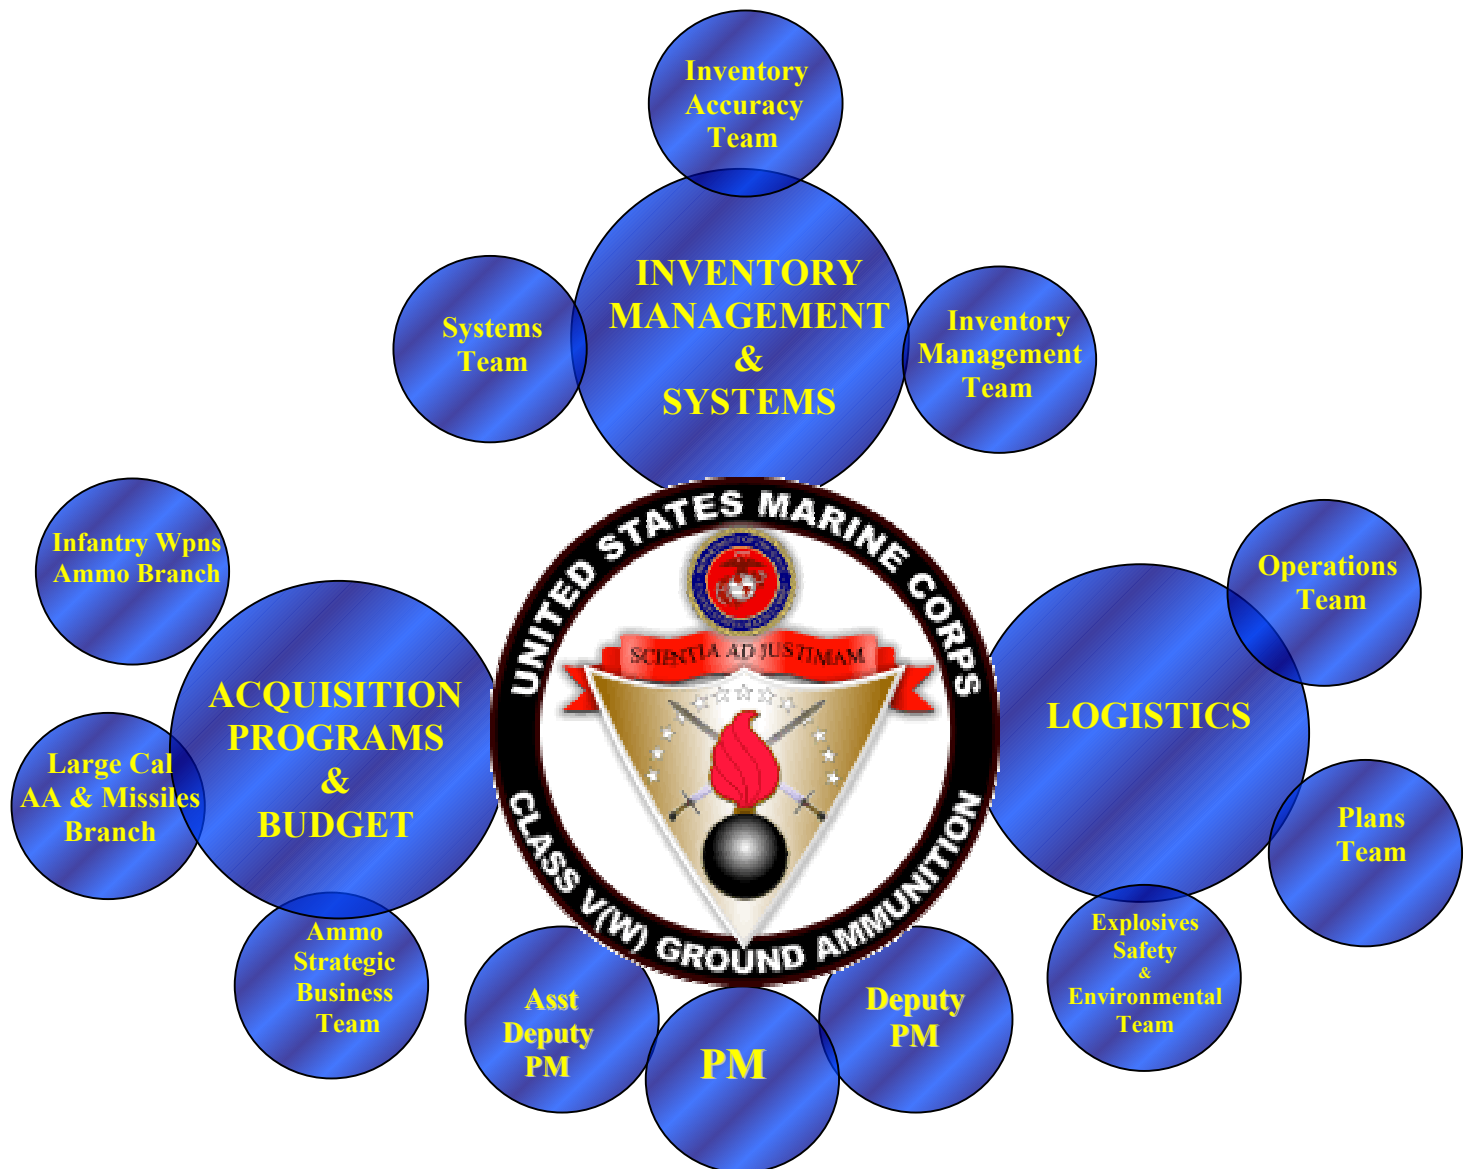 Inventory
Accuracy
Team
INVENTORY
MANAGEMENT
&
SYSTEMS
Systems
Team
Inventory
Management
Team
Infantry Wpns
Ammo Branch
ACQUISITION
PROGRAMS
&
BUDGET
Large Cal
AA & Missiles
Branch
Ammo
Strategic
Business
Team
UNITED STATES MARINE CORPS
SCIENTIA AD JUSTIMAM
CLASS V(W) GROUND AMMUNITION
Operations
Team
LOGISTICS
Plans
Team
Explosives
Safety
&
Environmental
Team
Asst
Deputy
PM
PM
Deputy
PM